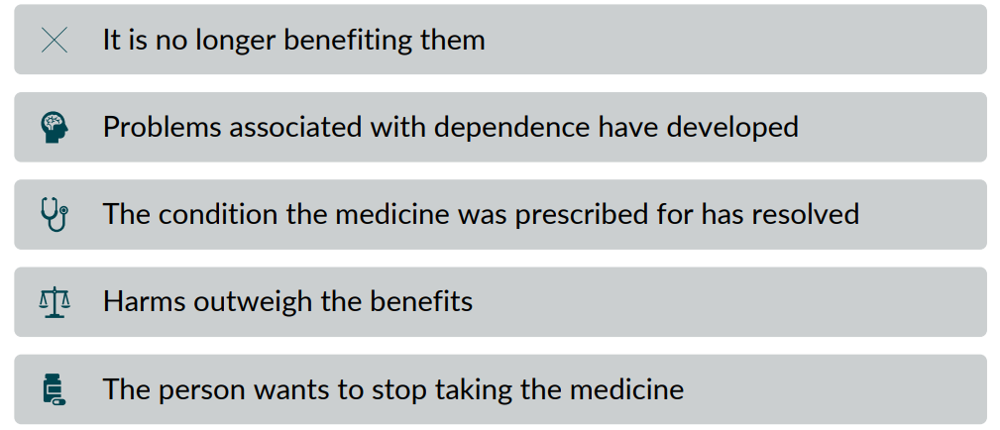 It is no longer benefiting them
Problems associated with dependence have developed
The condition the medicine was prescribed for has resolved
Harms outweigh the benefits
The person wants to stop taking the medicine